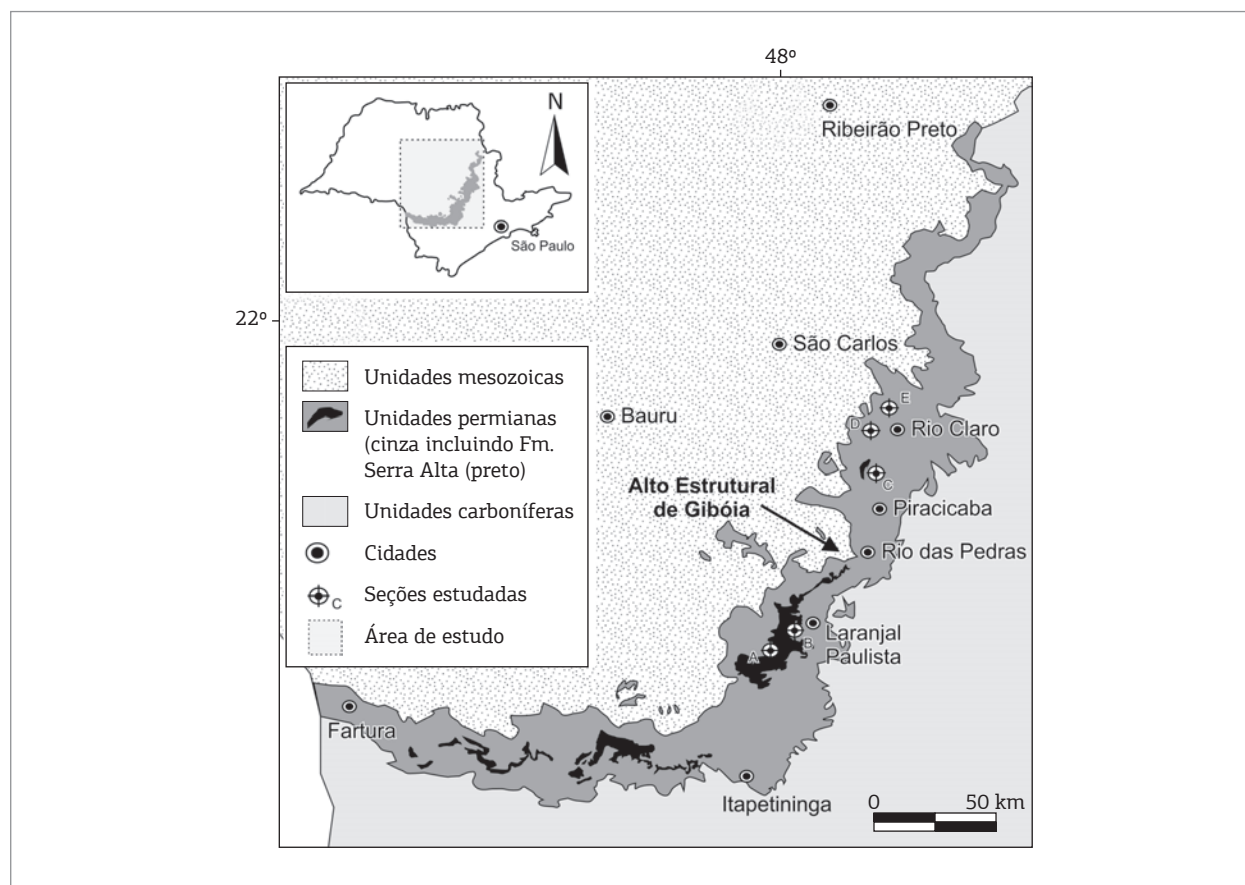 48º
N
São Paulo
Ribeirão Preto
22º
São Carlos
Unidades mesozoicas
Unidades permianas
(cinza incluindo Fm.
Serra Alta (preto)
Unidades carboníferas
Cidades
C
Seções estudadas
Área de estudo
Bauru
E
D
Rio Claro
C
Alto Estrutural
de Gibóia
Piracicaba
Rio das Pedras
B
Laranjal
Paulista
A
Fartura
Itapetininga
0
50 km